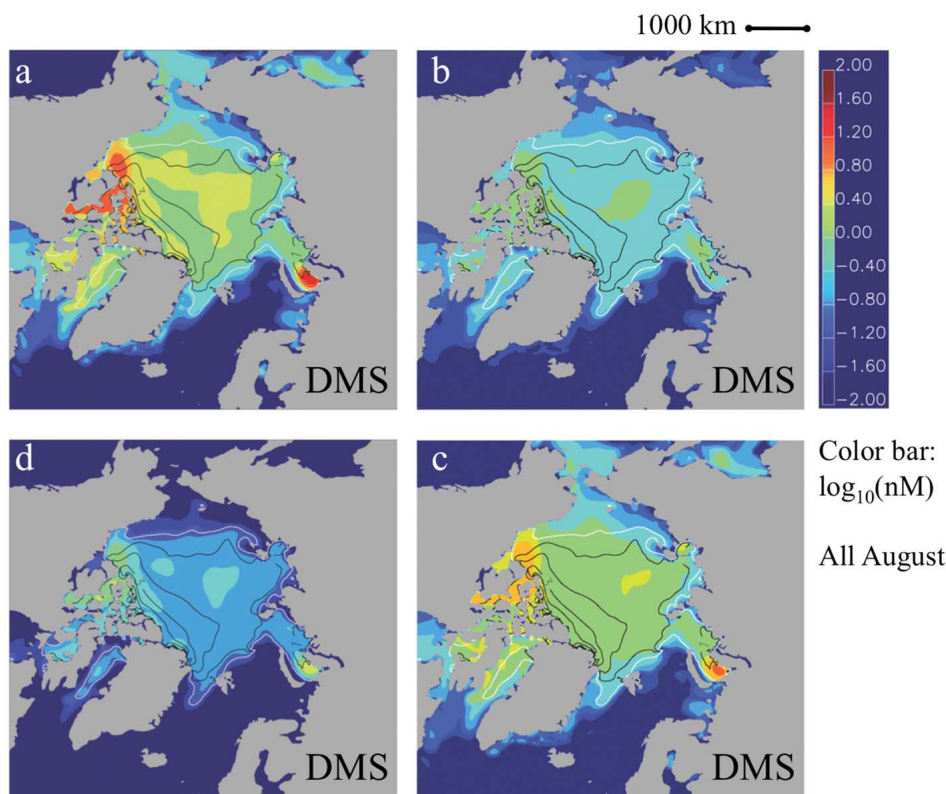 1000 km
a
DMS
b
DMS
2.00
1.60
1.20
0.80
0.40
0.00
−0.40
−0.80
−1.20
−1.60
−2.00
d
DMS
c
DMS
Color bar:
log₁₀(nM)
All August